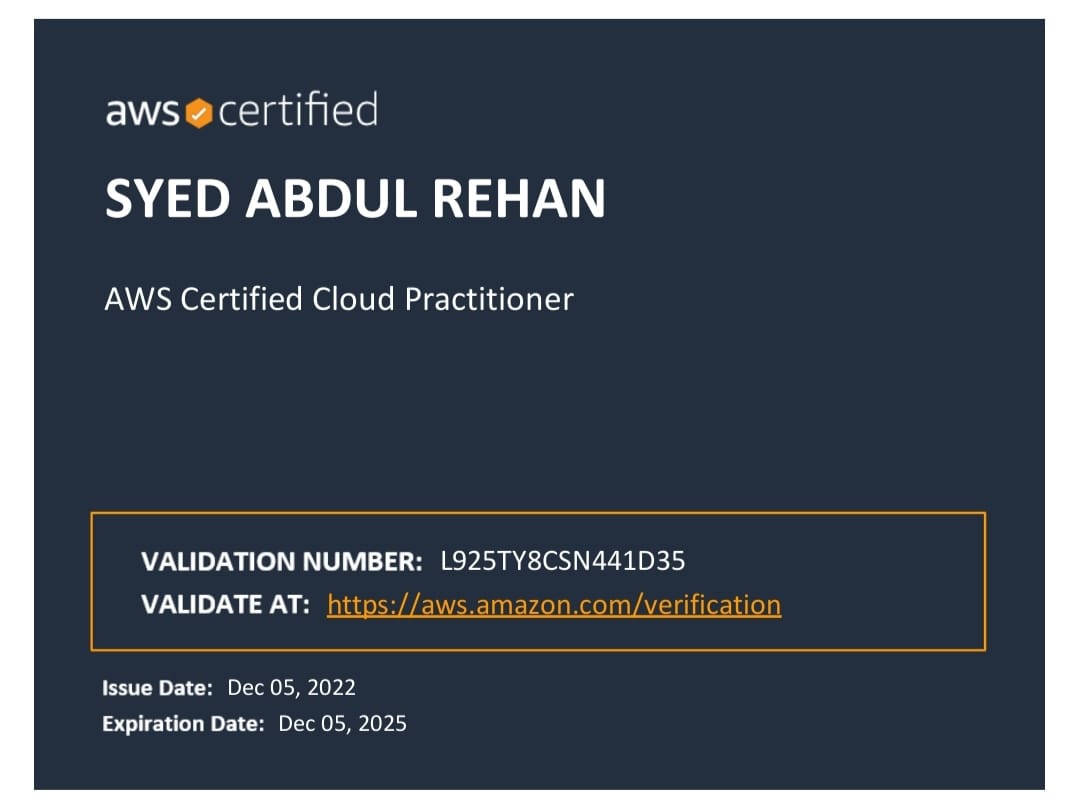 aws certified
SYED ABDUL REHAN
AWS Certified Cloud Practitioner
VALIDATION NUMBER: L925TY8CSN441D35
VALIDATE AT: https://aws.amazon.com/verification
Issue Date: Dec 05, 2022
Expiration Date: Dec 05, 2025